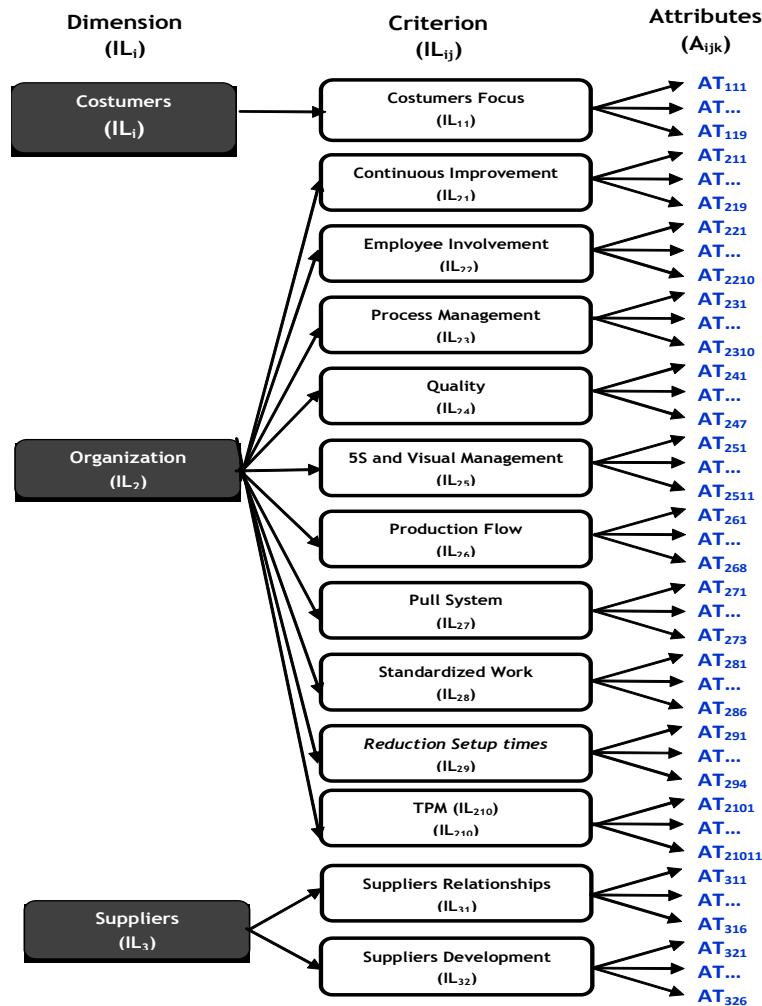 Dimension
(ILᵢ)
Criterion
(ILᵢⱼ)
Attributes
(Aᵢⱼₖ)
Costumers
(ILᵢ)
Costumers Focus
(IL₁₁)
AT₁₁₁
AT...
AT₁₁₉
Continuous Improvement
(IL₂₁)
AT₂₁₁
AT...
AT₂₁₉
Employee Involvement
(IL₂₂)
AT₂₂₁
AT...
AT₂₂₁₀
Process Management
(IL₂₃)
AT₂₃₁
AT...
AT₂₃₁₀
Quality
(IL₂₄)
AT₂₄₁
AT...
AT₂₄₇
Organization
(IL₂)
5S and Visual Management
(IL₂₅)
AT₂₅₁
AT...
AT₂₅₁₁
Production Flow
(IL₂₆)
AT₂₆₁
AT...
AT₂₆₈
Pull System
(IL₂₇)
AT₂₇₁
AT...
AT₂₇₃
Standardized Work
(IL₂₈)
AT₂₈₁
AT...
AT₂₈₆
Reduction Setup times
(IL₂₉)
AT₂₉₁
AT...
AT₂₉₄
TPM (IL₂₁₀)
(IL₂₁₀)
AT₂₁₀₁
AT...
AT₂₁₀₁₁
Suppliers
(IL₃)
Suppliers Relationships
(IL₃₁)
AT₃₁₁
AT...
AT₃₁₆
Suppliers Development
(IL₃₂)
AT₃₂₁
AT...
AT₃₂₆